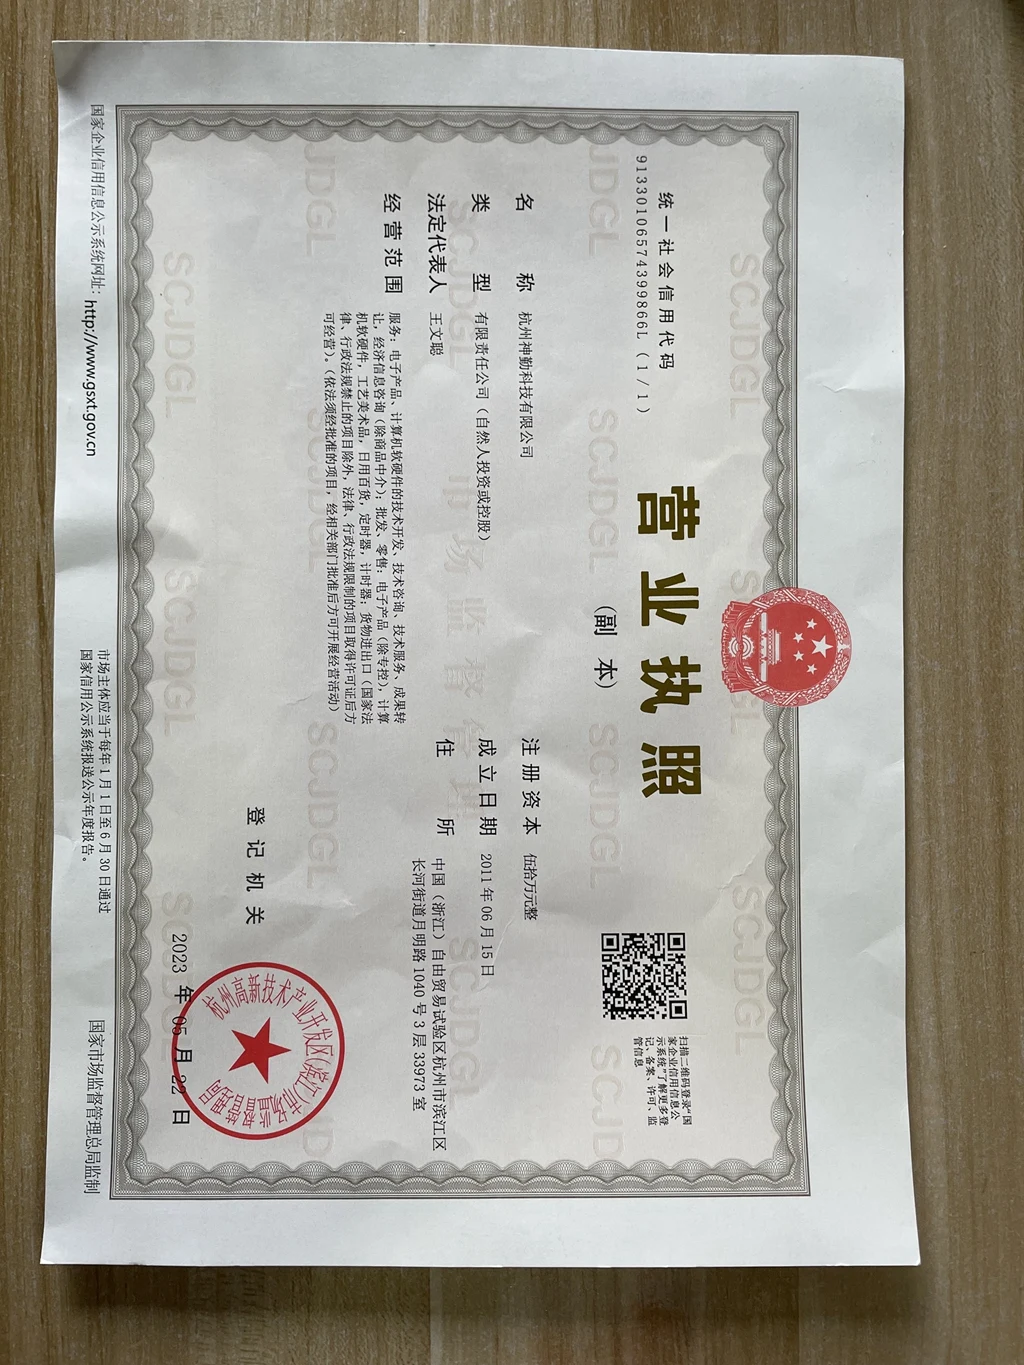 营业执照
(副 本)
统一社会信用代码
91330106574399866L (1/1)
扫描二维码登录“国
家企业信用信息公
示系统”了解更多登
记、备案、许可、监
管信息
名称 杭州神勤科技有限公司
类型 有限责任公司(自然人投资或控股)
法定代表人 王文聪
经营范围 服务:电子产品、计算机软硬件的技术开发、技术咨询、技术服务、成果转
让,经济信息咨询(除商品中介);批发、零售:电子产品(除专控),计算
机软硬件,工艺美术品,日用百货,定时器,计时器;货物进出口(国家法
律、行政法规禁止的项目除外,法律、行政法规限制的项目取得许可证后方
可经营)。(依法须经批准的项目,经相关部门批准后方可开展经营活动)
注册资本 伍拾万元整
成立日期 2011年06月15日
住所 中国(浙江)自由贸易试验区杭州市滨江区
长河街道月明路1040号3层33973室
登记机关
杭州高新技术产业开发区(滨江)市场监督管理局
2023年05月22日
国家企业信用信息公示系统网址:http://www.gsxt.gov.cn
市场主体应当于每年1月1日至6月30日通过
国家信用公示系统报送公示年度报告。
国家市场监督管理总局监制